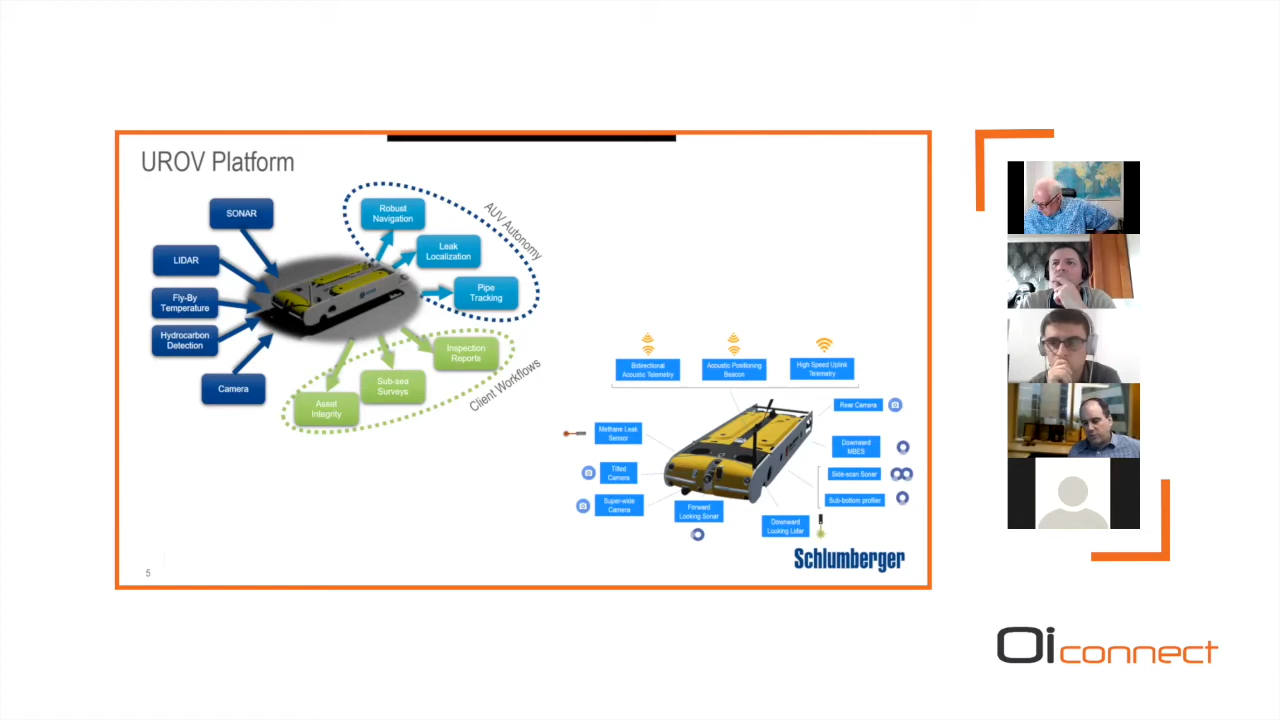 UROV Platform
SONAR
LIDAR
Fly-By
Temperature
Hydrocarbon
Detection
Camera
Robust
Navigation
Leak
Localization
Pipe
Tracking
AUV Autonomy
Inspection
Reports
Sub-sea
Surveys
Asset
Integrity
Client Workflows
Bidirectional
Acoustic Telemetry
Acoustic Positioning
Beacon
High-Speed Uplink
Telemetry
Methane Leak
Sensor
Tilted
Camera
Super-wide
Camera
Forward
Looking Sonar
Downward
Looking Lidar
Rear Camera
Downward
MBES
Side-scan Sonar
Sub-bottom profiler
Schlumberger
5
Oi connect